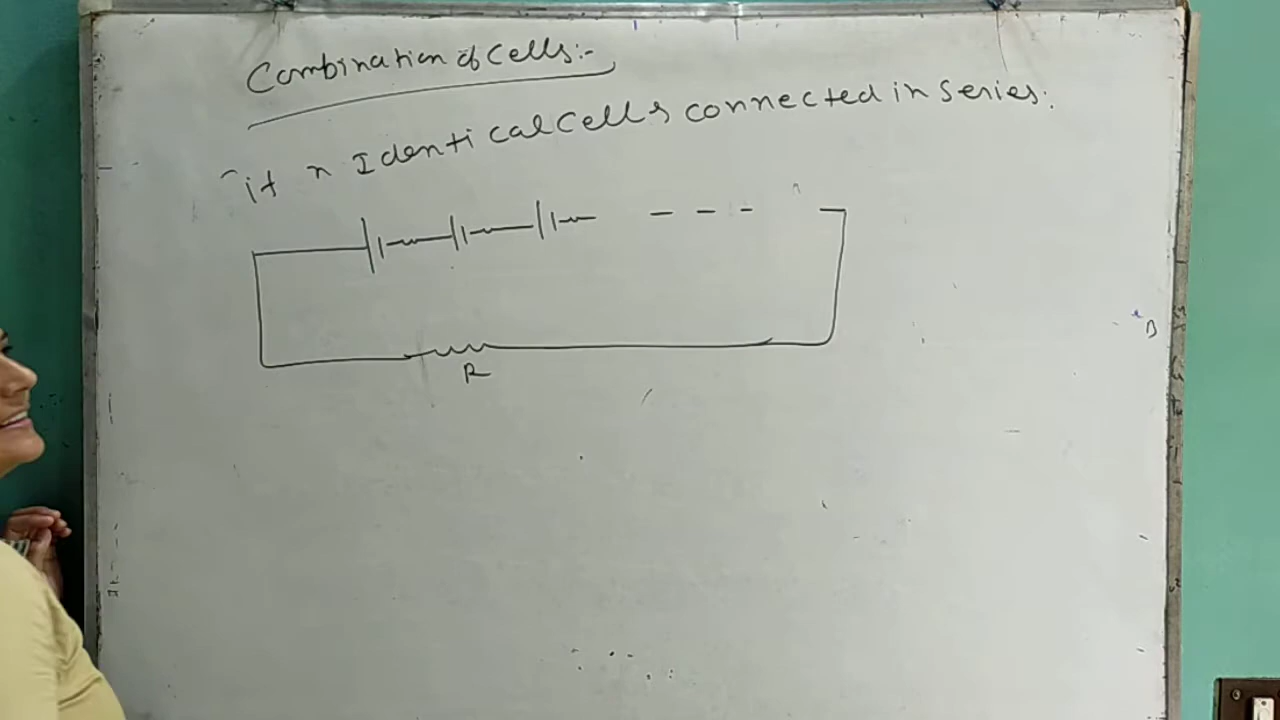 Combination of Cells:-
if n Identical Cells connected in Series.
R